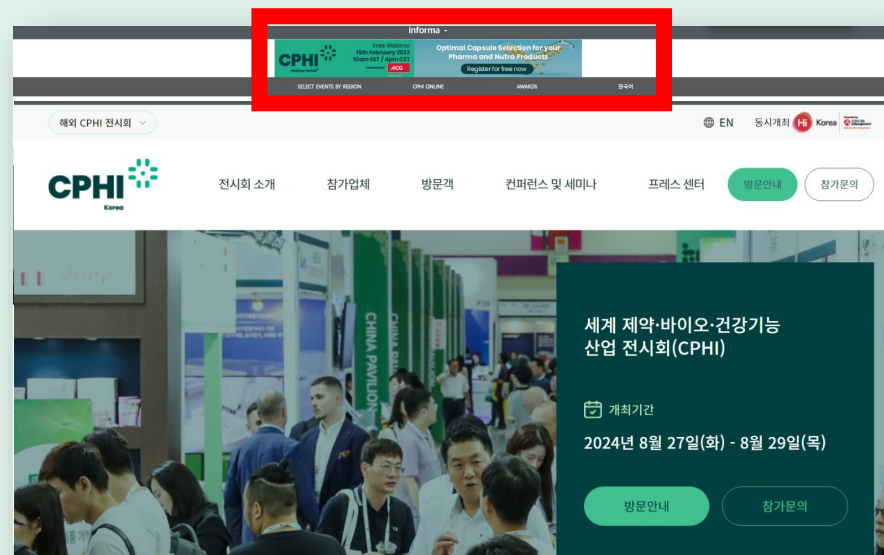 informa
CPHI
Free Webinar
15th February 2023
10am EST / 4pm CET
ACG
Optimal Capsule Selection for your
Pharma and Nutra Products
Register for free now
SELECT EVENTS BY REGION
CPHI ONLINE
AWARDS
한국어
해외 CPHI 전시회
EN
동시개최
Hi Korea
CPHI
Korea
전시회 소개
참가업체
방문객
컨퍼런스 및 세미나
프레스 센터
방문안내
참가문의
CHINA PAVILION
세계 제약·바이오·건강기능
산업 전시회(CPHI)
개최기간
2024년 8월 27일(화) - 8월 29일(목)
방문안내
참가문의